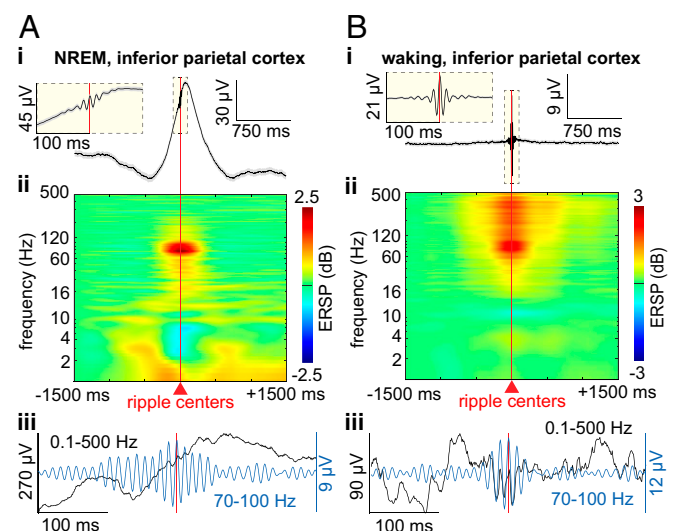 A
B
i NREM, inferior parietal cortex
i waking, inferior parietal cortex
45 µV
100 ms
30 µV
750 ms
21 µV
100 ms
9 µV
750 ms
ii
500
120
60
16
10
4
2
frequency (Hz)
2.5
-2.5
ERSP (dB)
-1500 ms
+1500 ms
ripple centers
ii
500
120
60
16
10
4
2
frequency (Hz)
3
-3
ERSP (dB)
-1500 ms
+1500 ms
ripple centers
iii
0.1-500 Hz
270 µV
9 µV
70-100 Hz
100 ms
iii
0.1-500 Hz
90 µV
12 µV
70-100 Hz
100 ms